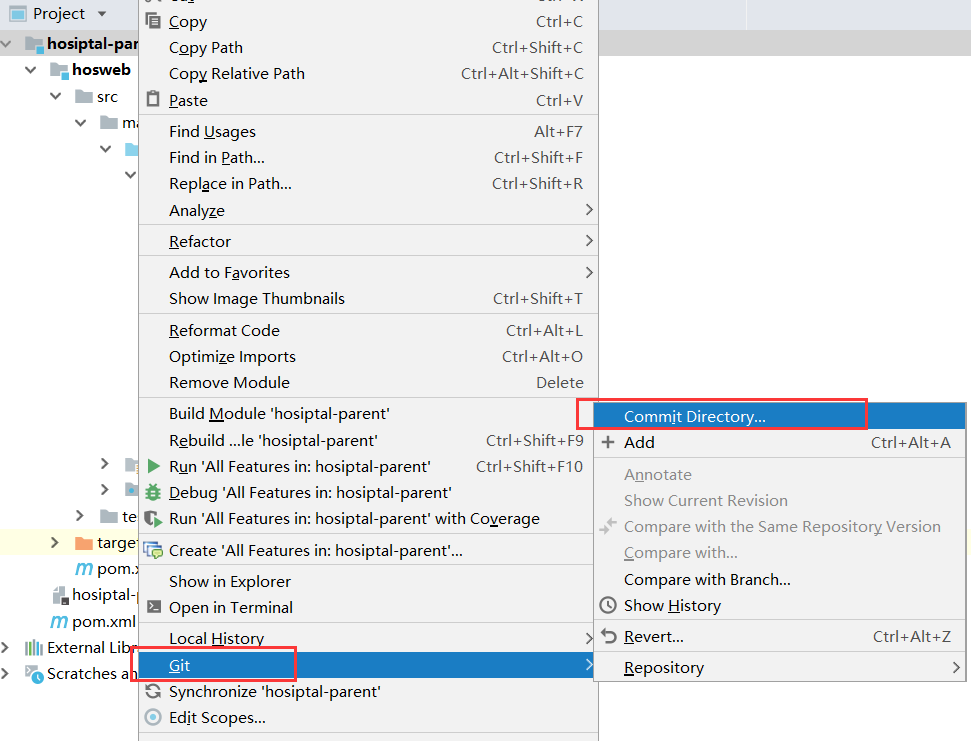 Project
Copy Ctrl+C
hosiptal-par
Copy Path Ctrl+Shift+C
hosweb
Copy Relative Path Ctrl+Alt+Shift+C
src
Paste Ctrl+V
ma
Find Usages Alt+F7
Find in Path... Ctrl+Shift+F
Replace in Path... Ctrl+Shift+R
Analyze
Refactor
Add to Favorites
Show Image Thumbnails Ctrl+Shift+T
Reformat Code Ctrl+Alt+L
Optimize Imports Ctrl+Alt+O
Remove Module Delete
Build Module 'hosiptal-parent'
Commit Directory...
Rebuild ...le 'hosiptal-parent' Ctrl+Shift+F9
Add Ctrl+Alt+A
Run 'All Features in: hosiptal-parent' Ctrl+Shift+F10
Annotate
Debug 'All Features in: hosiptal-parent'
Show Current Revision
te
Run 'All Features in: hosiptal-parent' with Coverage
Compare with the Same Repository Version
target
Create 'All Features in: hosiptal-parent'...
Compare with...
pom.x
Show in Explorer
Compare with Branch...
hosiptal-p
Open in Terminal
Show History
pom.xml
Local History
Revert... Ctrl+Alt+Z
External Libr
Git
Repository
Scratches an
Synchronize 'hosiptal-parent'
Edit Scopes...